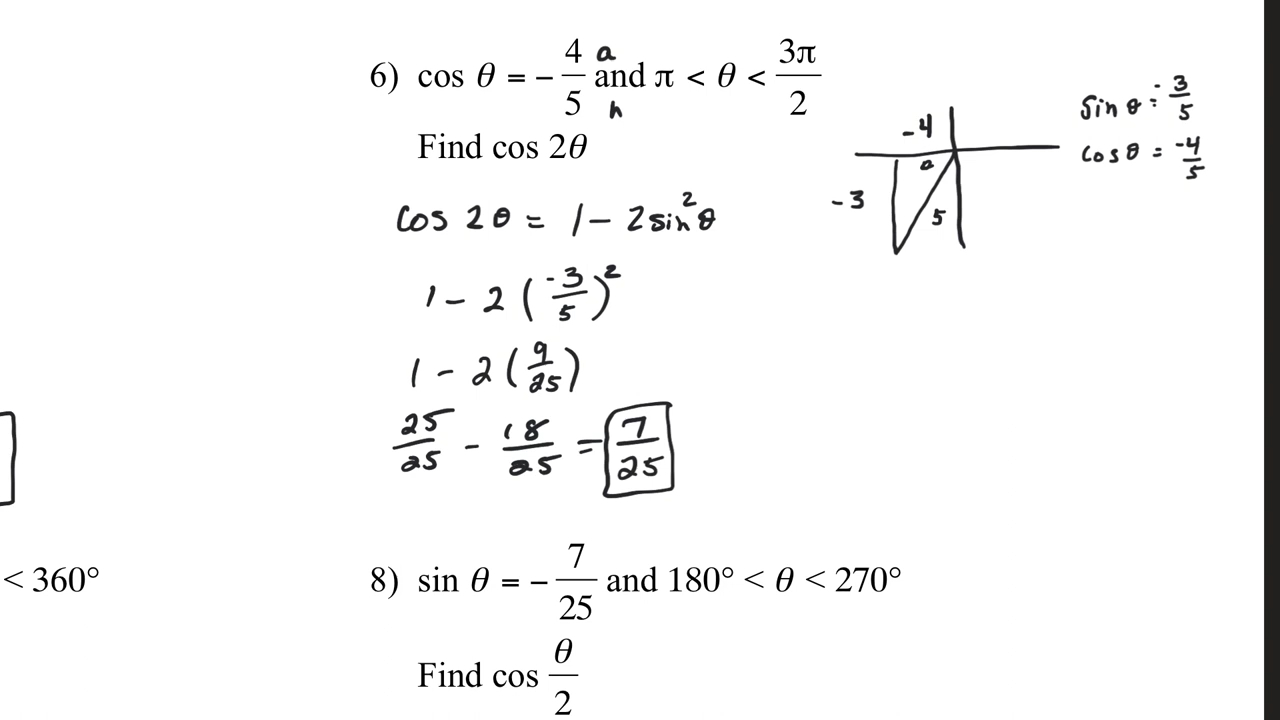 6) cos θ = -4/5 a/h and π < θ < 3π/2
Find cos 2θ
-4
θ
-3
5
sin θ = -3/5
cos θ = -4/5
cos 2θ = 1 - 2sin²θ
1 - 2(-3/5)²
1 - 2(9/25)
25/25 - 18/25 = 7/25
< 360°
8) sin θ = -7/25 and 180° < θ < 270°
Find cos θ/2